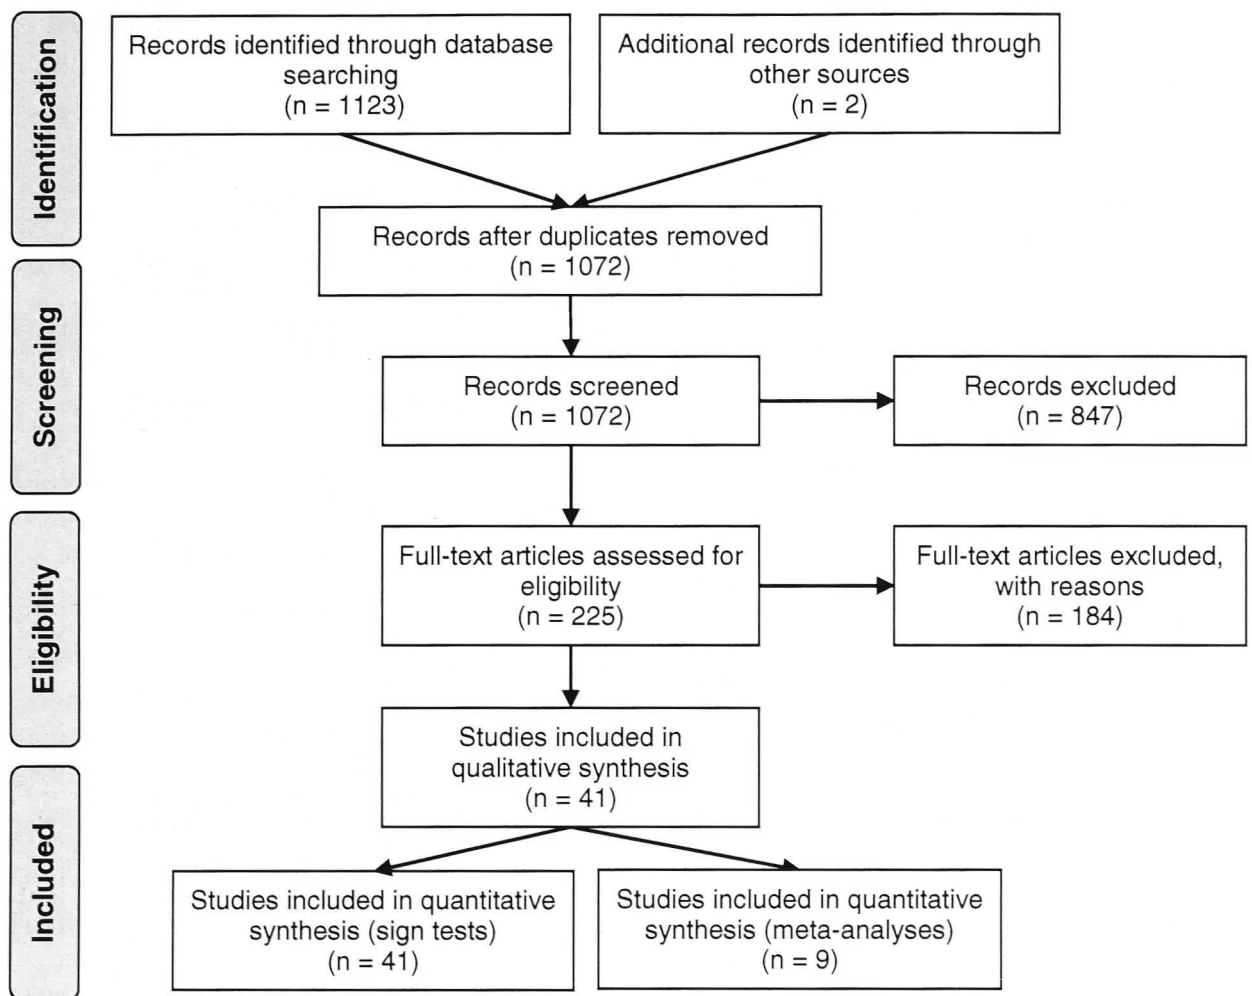 Identification
Records identified through database
searching
(n = 1123)
Additional records identified through
other sources
(n = 2)
Records after duplicates removed
(n = 1072)
Screening
Records screened
(n = 1072)
Records excluded
(n = 847)
Eligibility
Full-text articles assessed for
eligibility
(n = 225)
Full-text articles excluded,
with reasons
(n = 184)
Studies included in
qualitative synthesis
(n = 41)
Included
Studies included in quantitative
synthesis (sign tests)
(n = 41)
Studies included in quantitative
synthesis (meta-analyses)
(n = 9)